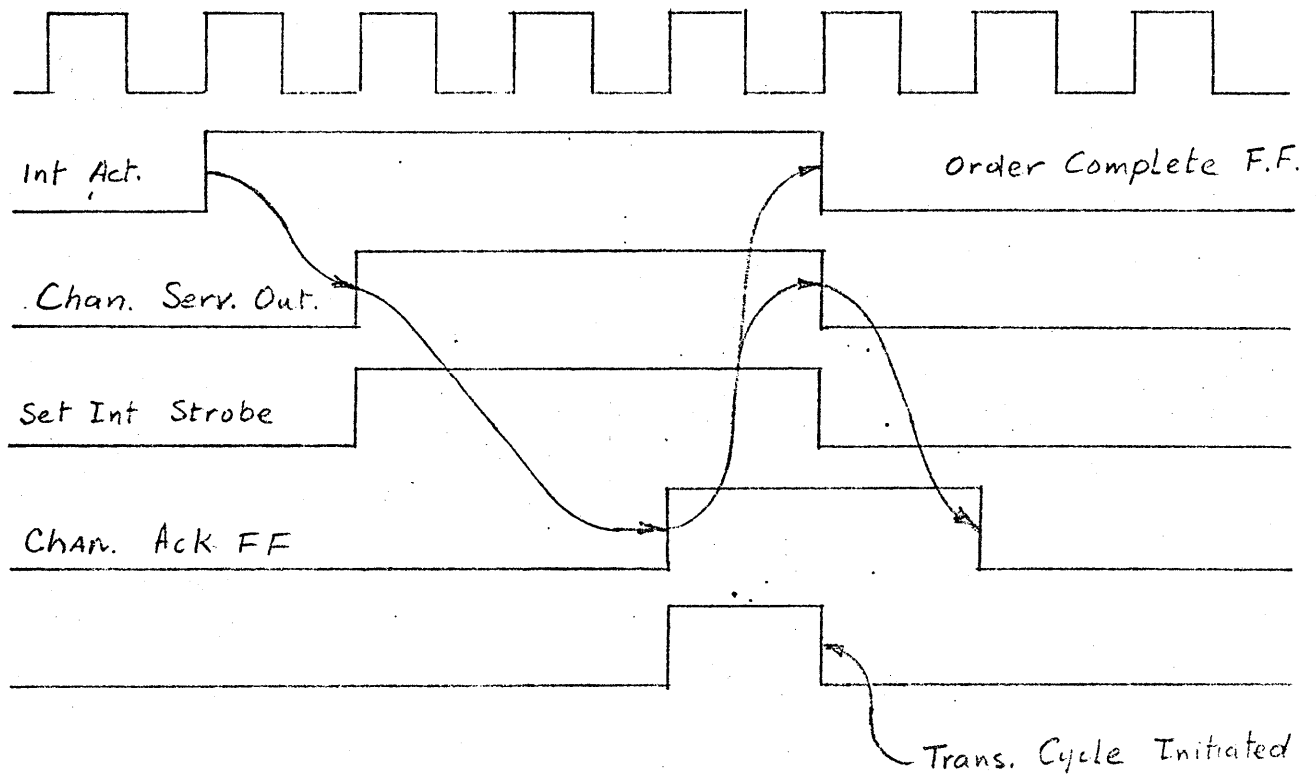 Int Act.
Order Complete F.F.
Chan. Serv. Out.
Set Int Strobe
Chan. Ack FF
Trans. Cycle Initiated